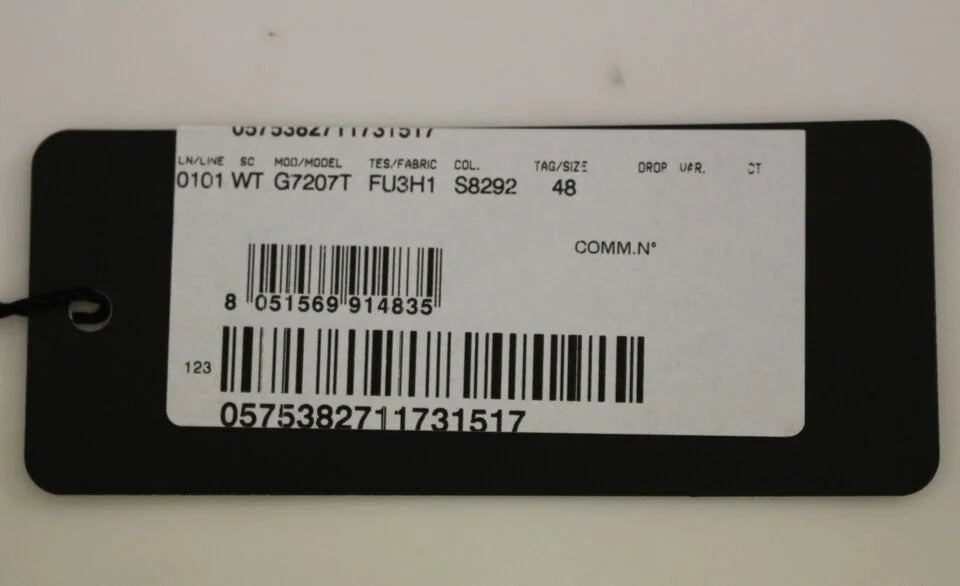 0575382711731517
LN/LINE SC MOD/MODEL TES/FABRIC COL. TAG/SIZE DROP VAR. CT
0101 WT G7207T FU3H1 S8292 48
COMM.N°
8 051569 914835
123
0575382711731517